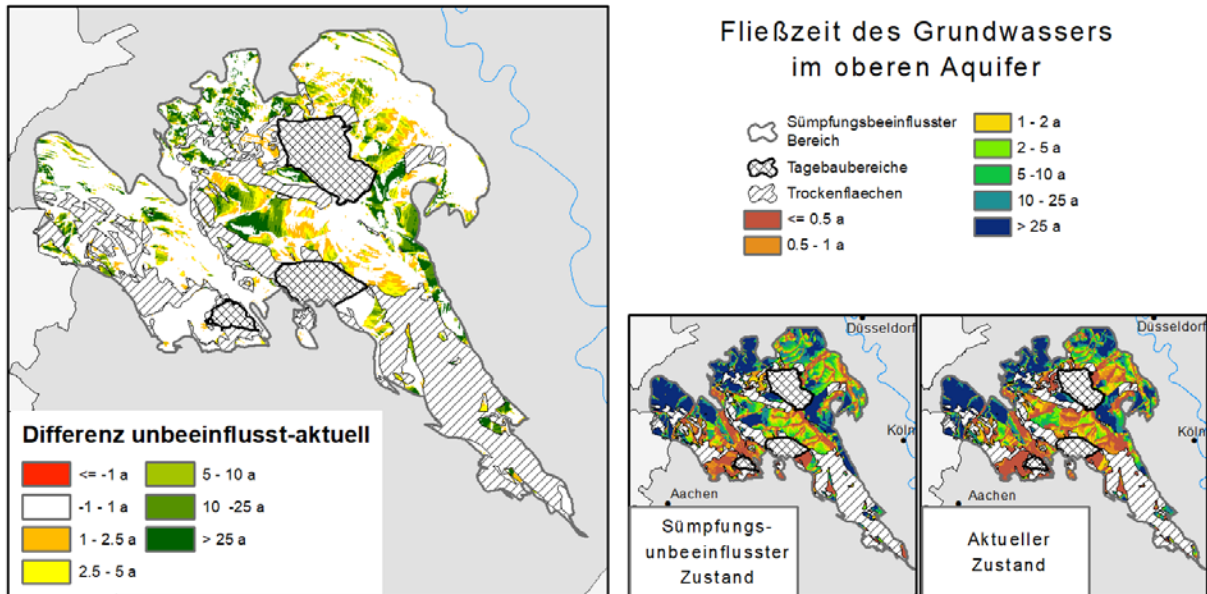 Fließzeit des Grundwassers
im oberen Aquifer
Sümpfungsbeeinflusster
Bereich
Tagebaubereiche
Trockenflaechen
<= 0.5 a
0.5 - 1 a
1 - 2 a
2 - 5 a
5 -10 a
10 - 25 a
> 25 a
Differenz unbeeinflusst-aktuell
<= -1 a
-1 - 1 a
1 - 2.5 a
2.5 - 5 a
5 - 10 a
10 -25 a
> 25 a
Düsseldorf
Köln
Aachen
Sümpfungs-
unbeeinflusster
Zustand
Düsseldorf
Köln
Aachen
Aktueller
Zustand